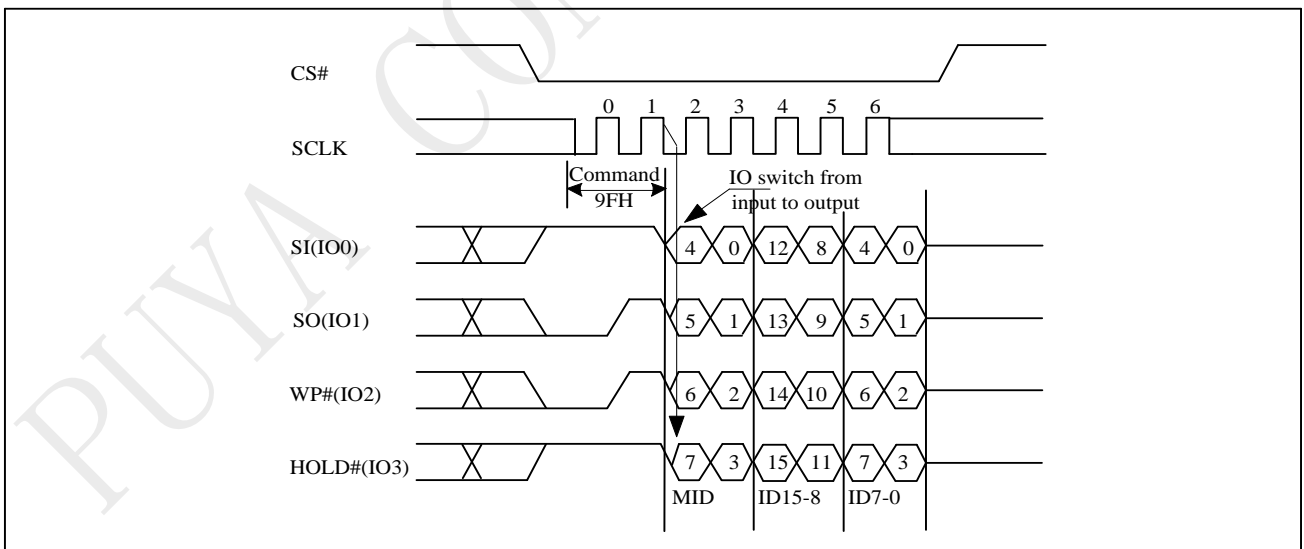 PUYA CON
CS#
0 1 2 3 4 5 6
SCLK
Command
9FH
IO switch from
input to output
SI(IO0) 4 0 12 8 4 0
SO(IO1) 5 1 13 9 5 1
WP#(IO2) 6 2 14 10 6 2
HOLD#(IO3) 7 3 15 11 7 3
MID ID15-8 ID7-0